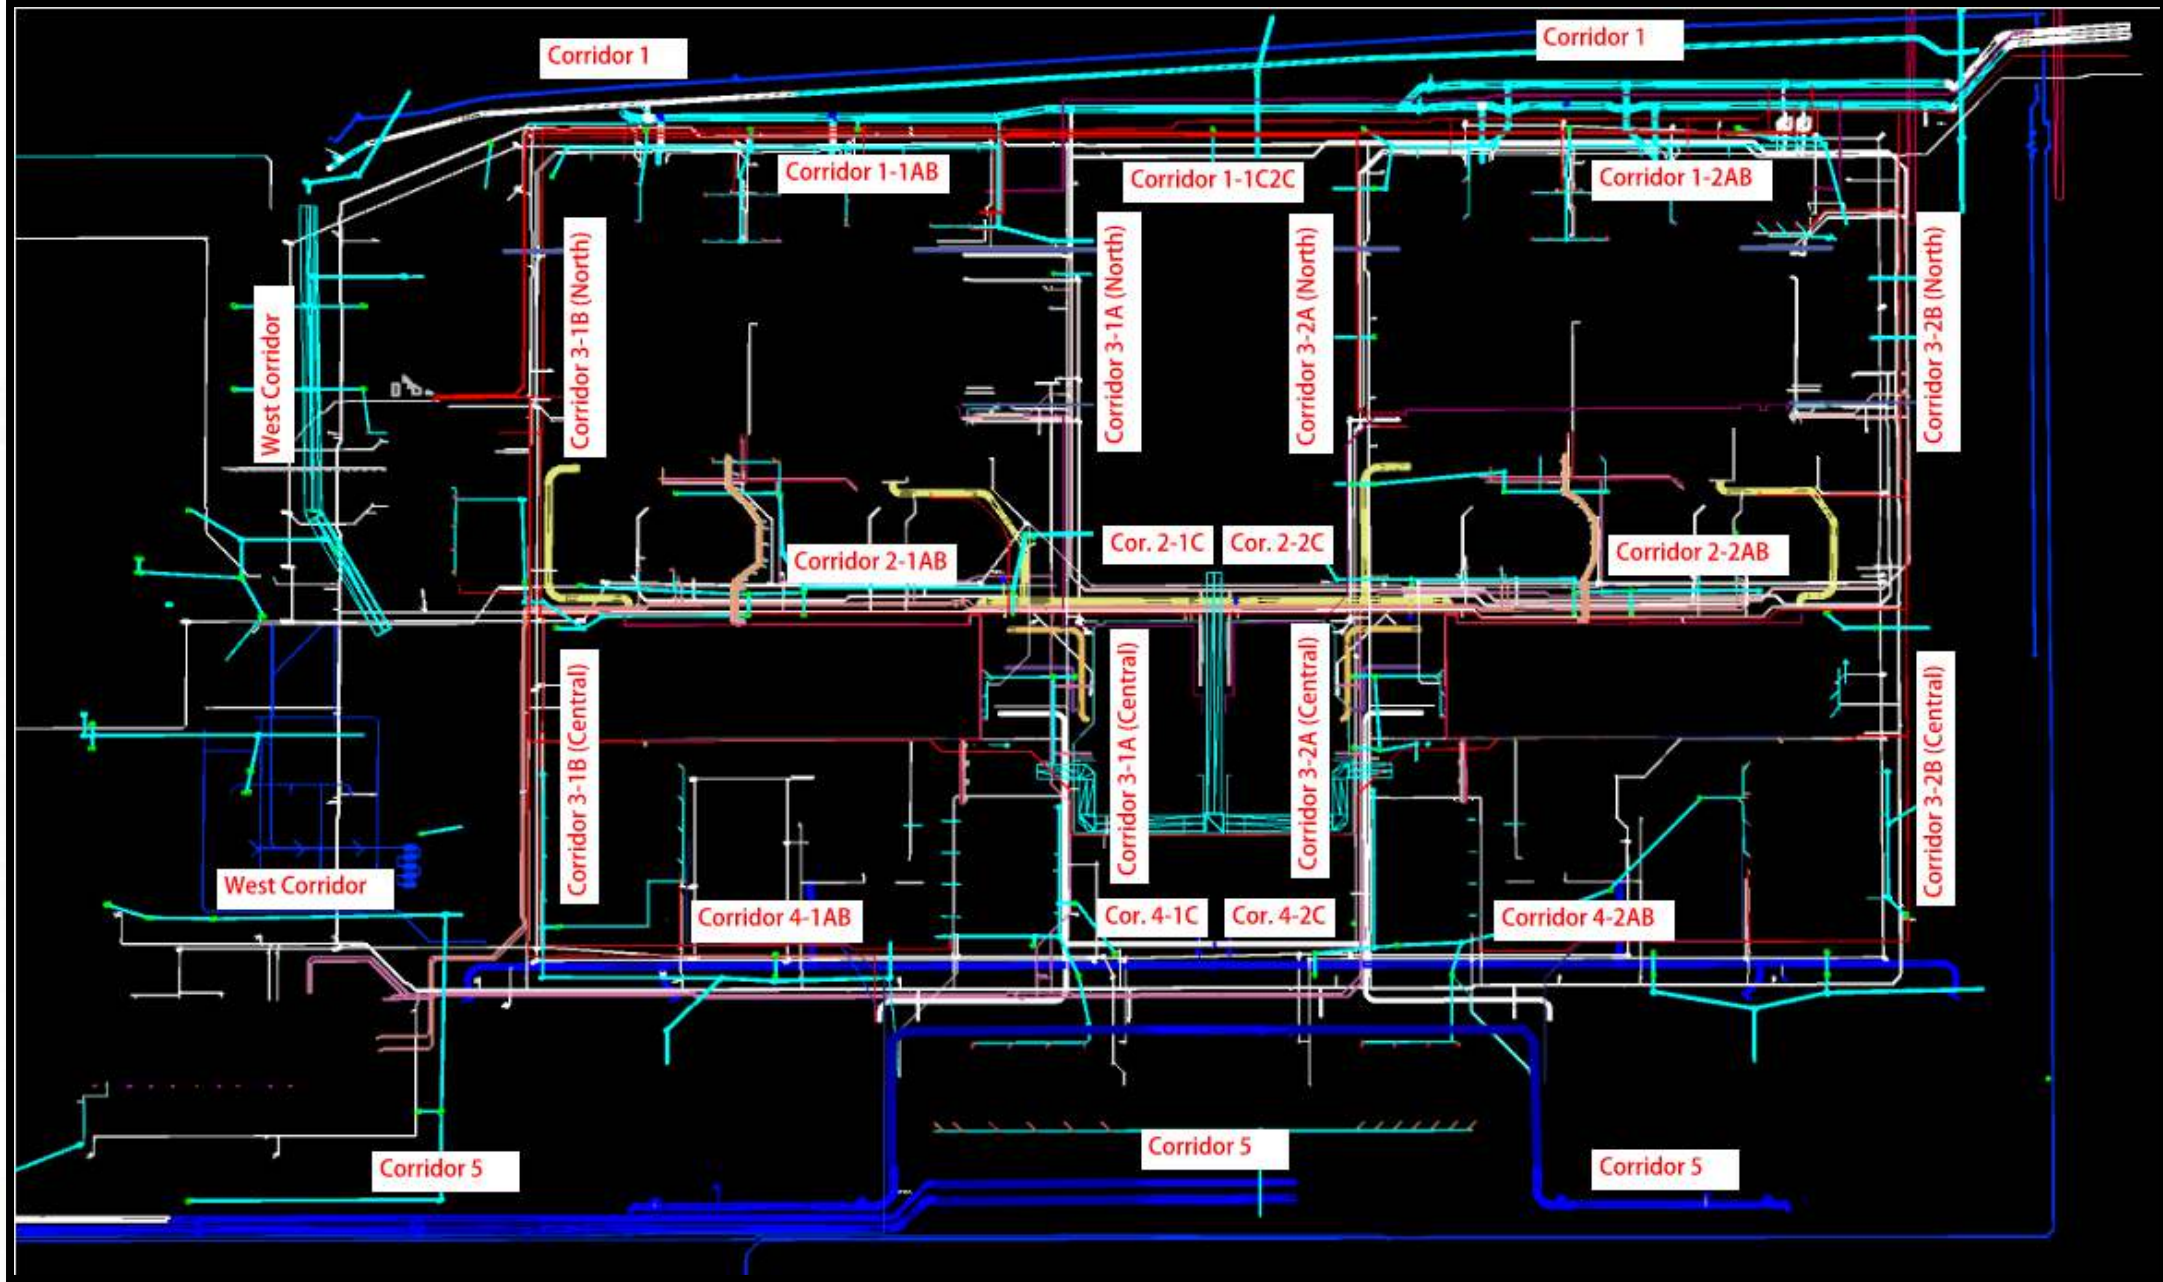 Corridor 1
Corridor 1
Corridor 1-1AB
Corridor 1-1C2C
Corridor 1-2AB
West Corridor
Corridor 3-1B (North)
Corridor 3-1A (North)
Corridor 3-2A (North)
Corridor 3-2B (North)
Corridor 2-1AB
Cor. 2-1C
Cor. 2-2C
Corridor 2-2AB
Corridor 3-1B (Central)
Corridor 3-1A (Central)
Corridor 3-2A (Central)
Corridor 3-2B (Central)
West Corridor
Corridor 4-1AB
Cor. 4-1C
Cor. 4-2C
Corridor 4-2AB
Corridor 5
Corridor 5
Corridor 5